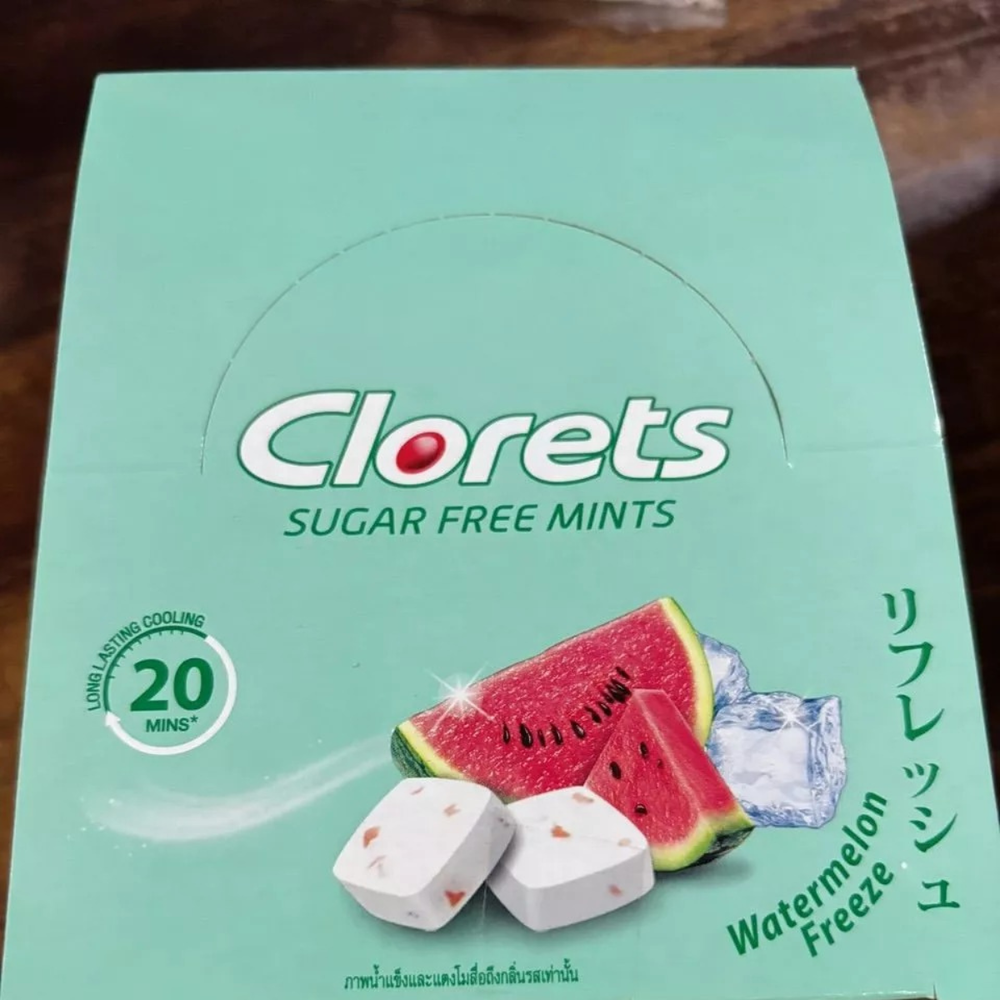 Clorets
SUGAR FREE MINTS
LONG LASTING COOLING
20
MINS*
リフレッシュ
Watermelon
Freeze
ภาพน้ำแข็งและแตงโมสื่อถึงกลิ่นรสเท่านั้น